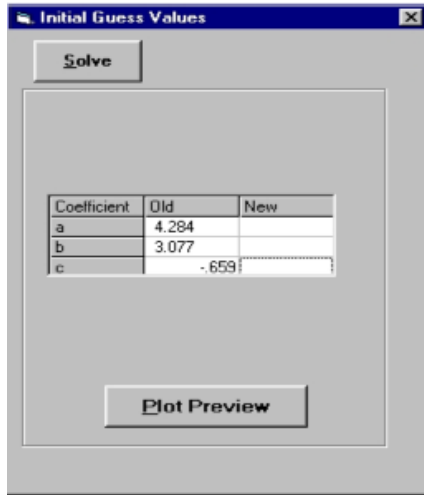 Initial Guess Values
Solve
Coefficient Old New
a 4.284
b 3.077
c -.659
Plot Preview